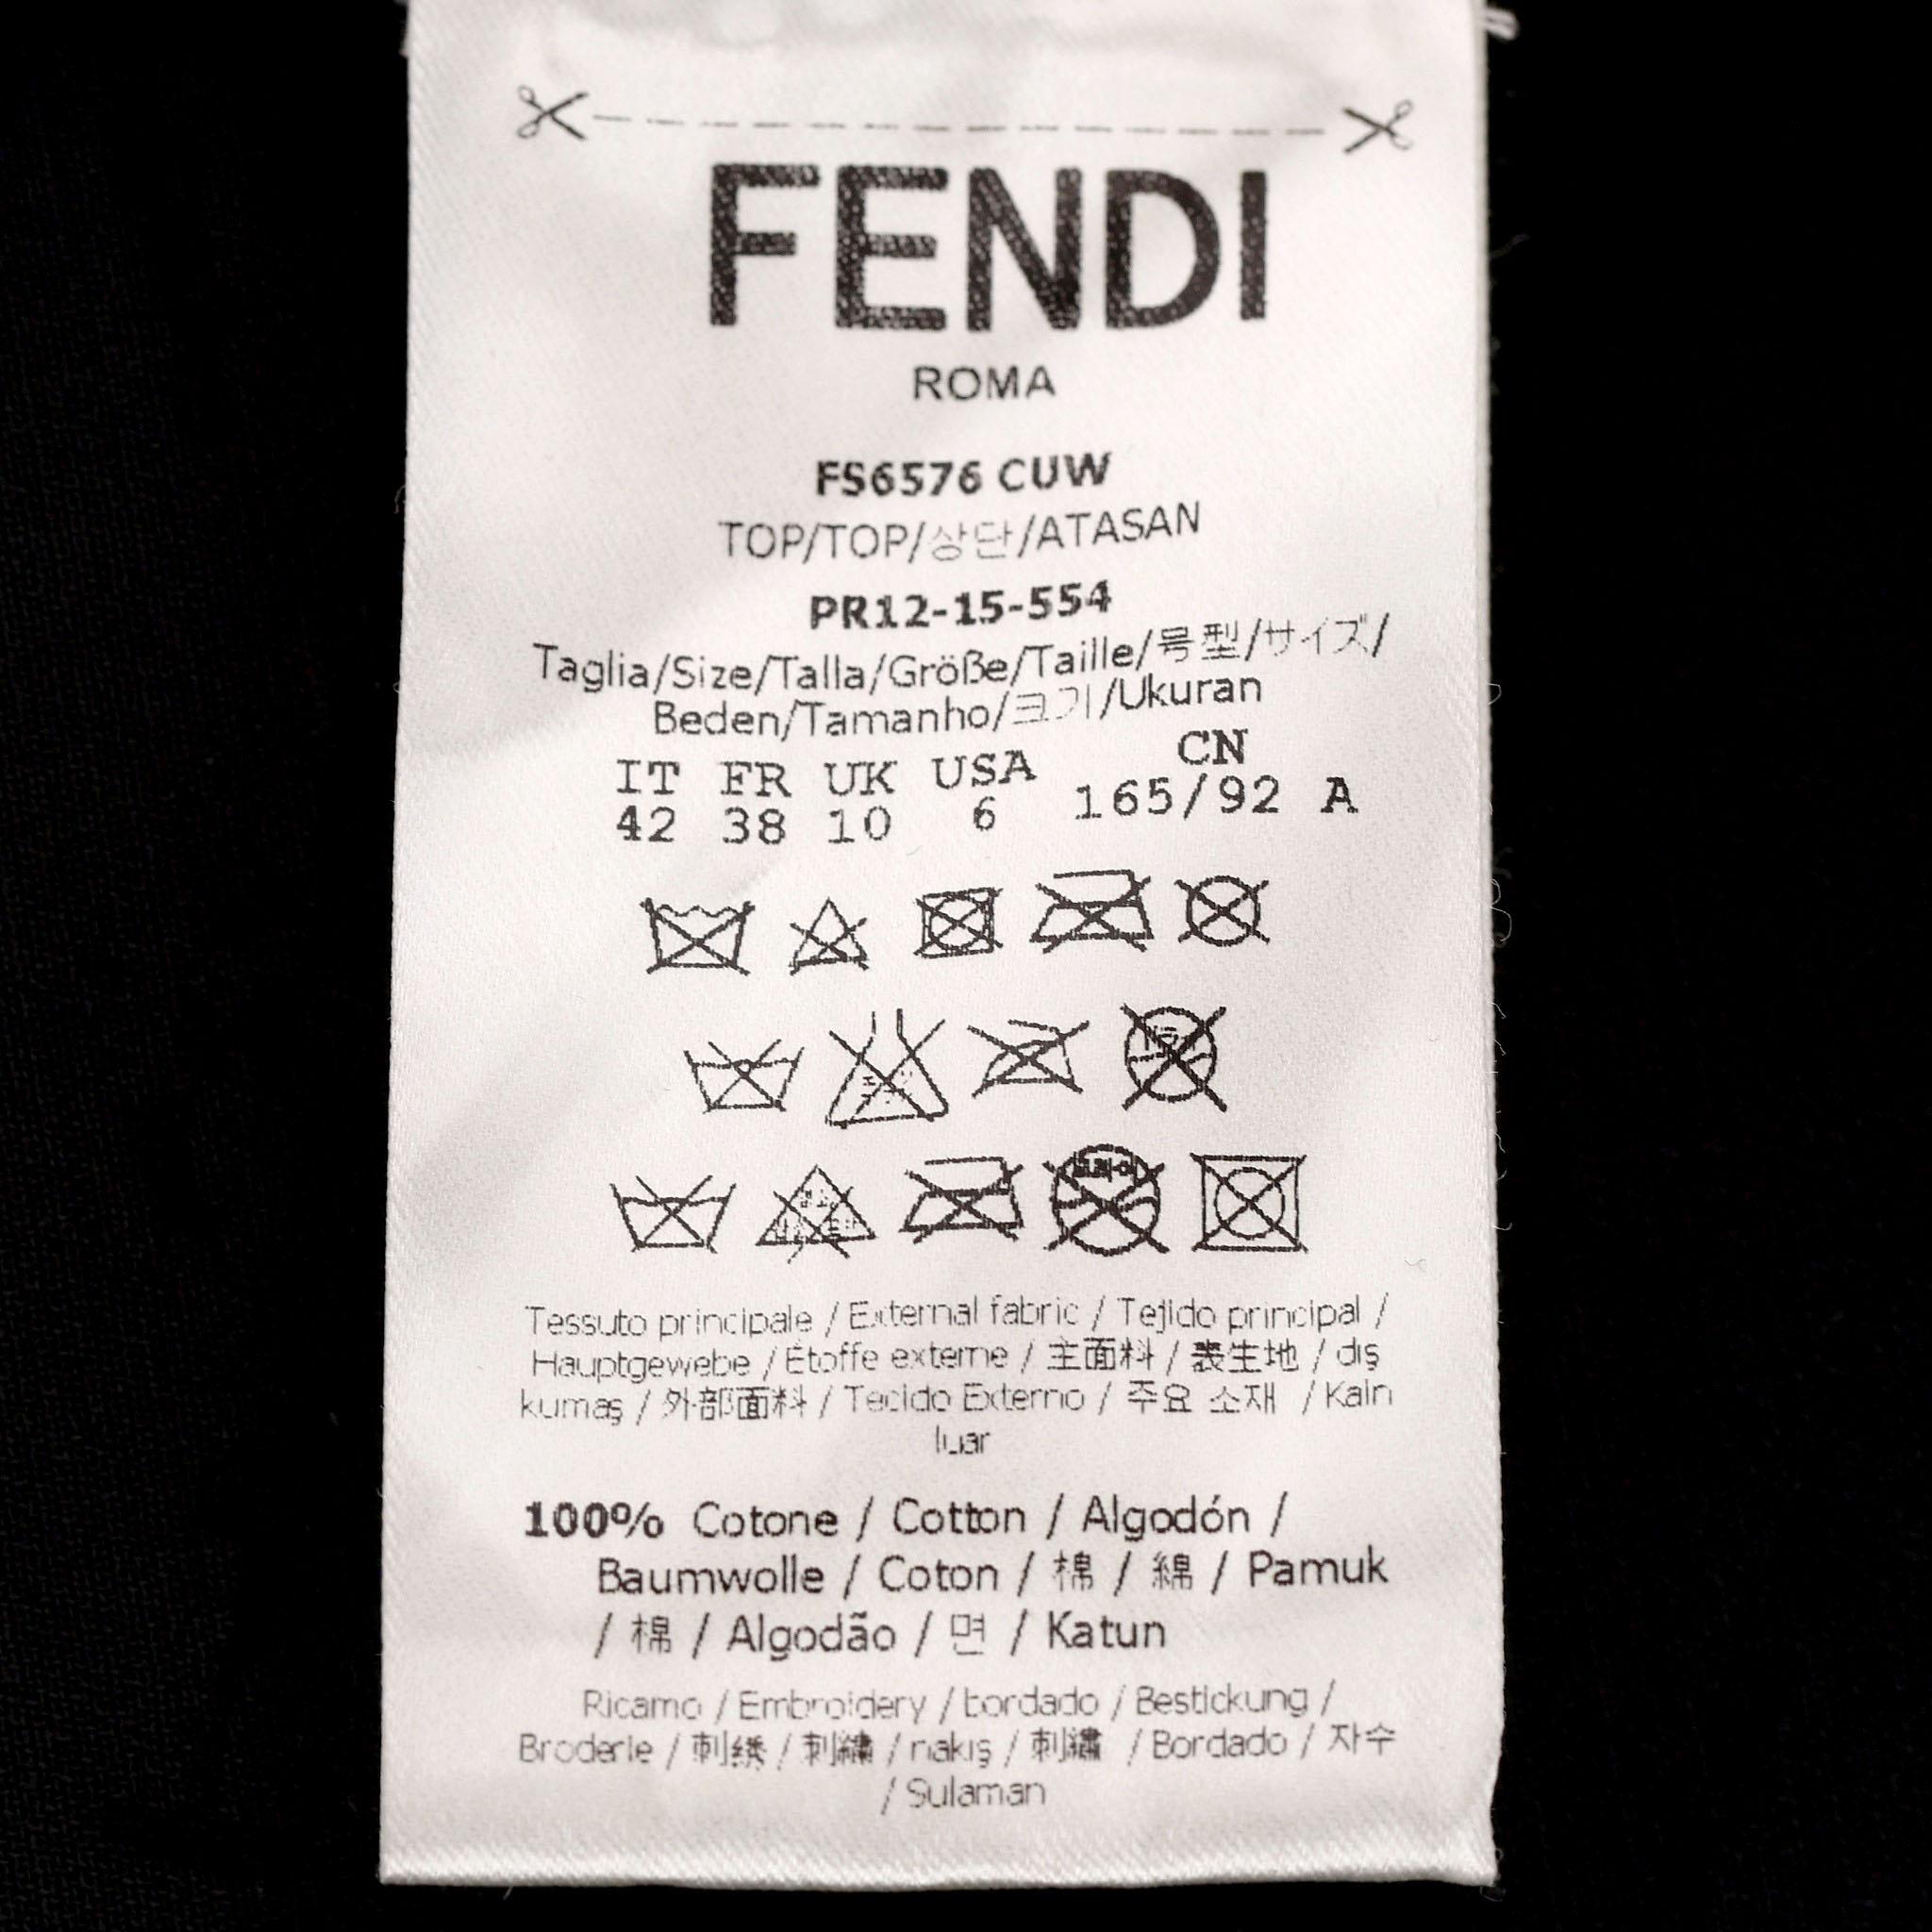 FENDI
ROMA
FS6576 CUW
TOP/TOP/상단/ATASAN
PR12-15-554
Taglia/Size/Talla/Größe/Taille/号型/サイズ/
Beden/Tamanho/크기/Ukuran
IT FR UK USA CN
42 38 10 6 165/92 A
Tessuto principale / External fabric / Tejido principal /
Hauptgewebe / Étoffe externe / 主面料 / 表生地 / dış
kumaş / 外部面料 / Tecido Externo / 주요 소재 / Kain
luar
100% Cotone / Cotton / Algodón /
Baumwolle / Coton / 棉 / 綿 / Pamuk
/ 棉 / Algodão / 면 / Katun
Ricamo / Embroidery / bordado / Bestickung /
Broderie / 刺绣 / 刺繍 / nakış / 刺繡 / Bordado / 자수
/ Sulaman